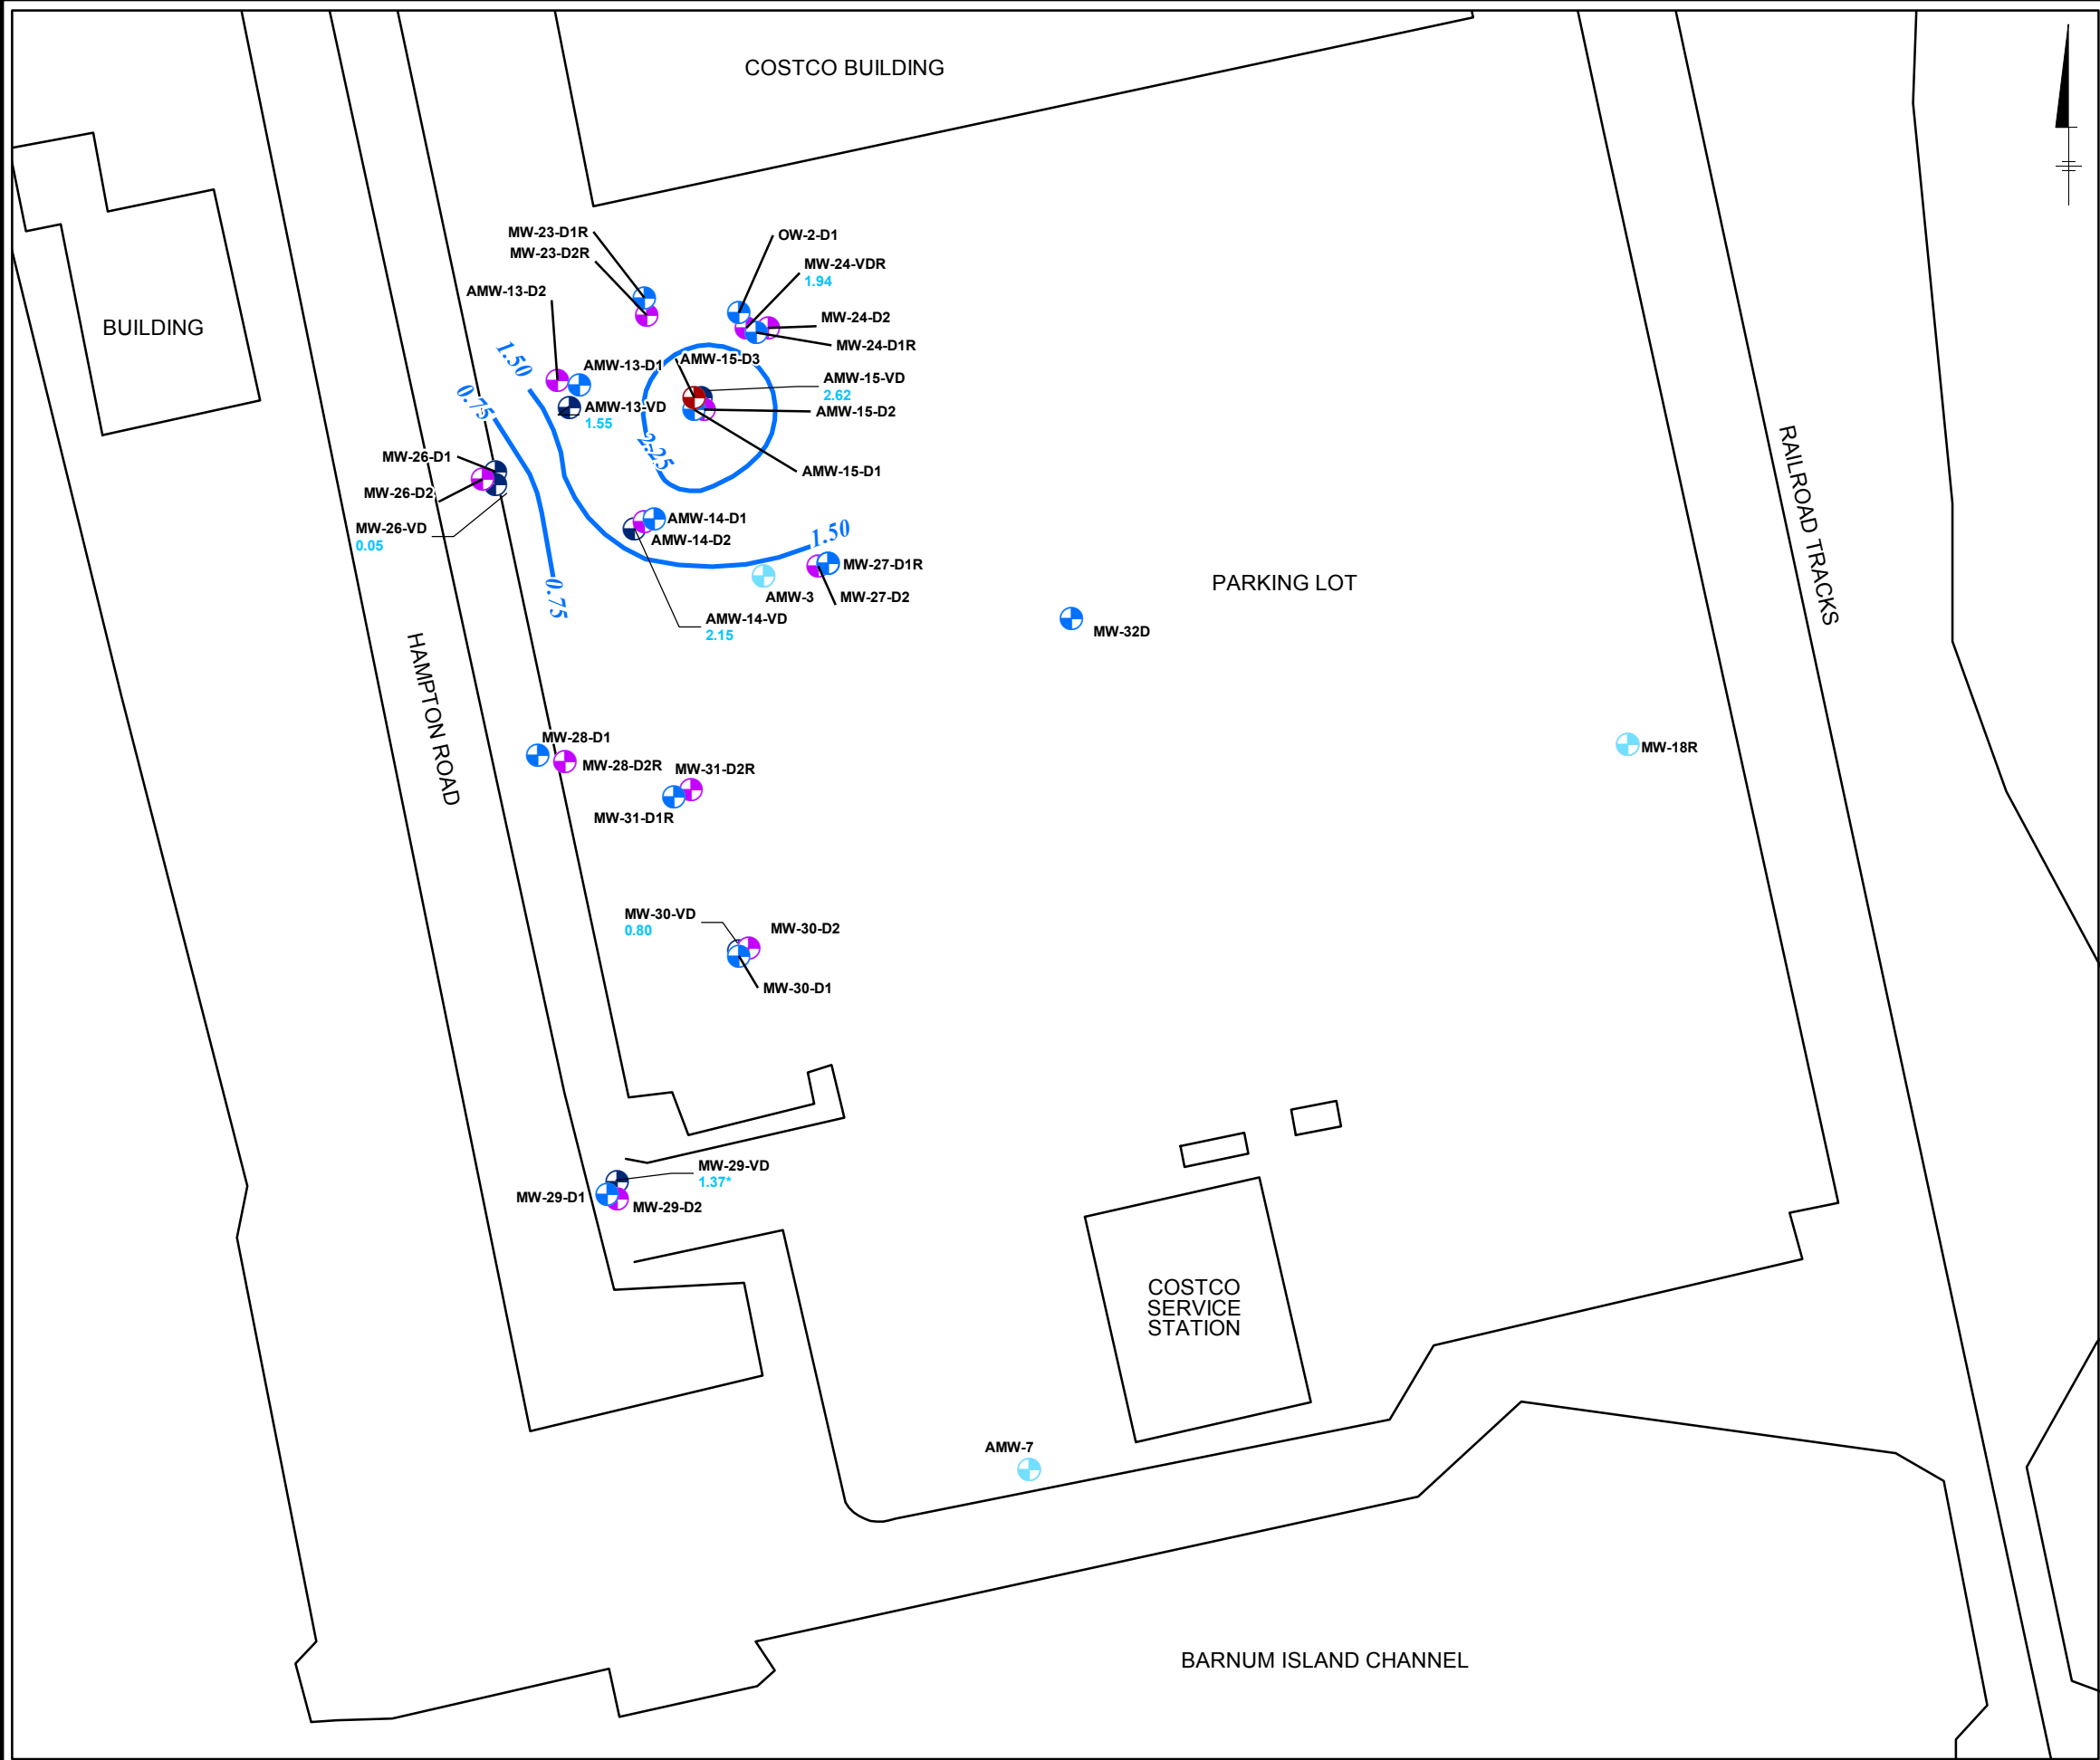 COSTCO BUILDING
MW-23-D1R
MW-23-D2R
OW-2-D1
MW-24-VDR
1.94
AMW-13-D2
BUILDING
MW-24-D2
MW-24-D1R
1.50
AMW-13-D1
AMW-15-D3
AMW-15-VD
2.62
AMW-15-D2
0.75
AMW-13-VD
1.55
2.25
MW-26-D1
AMW-15-D1
MW-26-D2
MW-26-VD
0.05
AMW-14-D1
AMW-14-D2
1.50
MW-27-D1R
AMW-3
MW-27-D2
0.75
AMW-14-VD
2.15
PARKING LOT
RAILROAD TRACKS
MW-32D
HAMPTON ROAD
MW-28-D1
MW-28-D2R
MW-31-D2R
MW-31-D1R
MW-18R
MW-30-VD
0.80
MW-30-D2
MW-30-D1
MW-29-VD
1.37*
MW-29-D1
MW-29-D2
COSTCO
SERVICE
STATION
AMW-7
BARNUM ISLAND CHANNEL